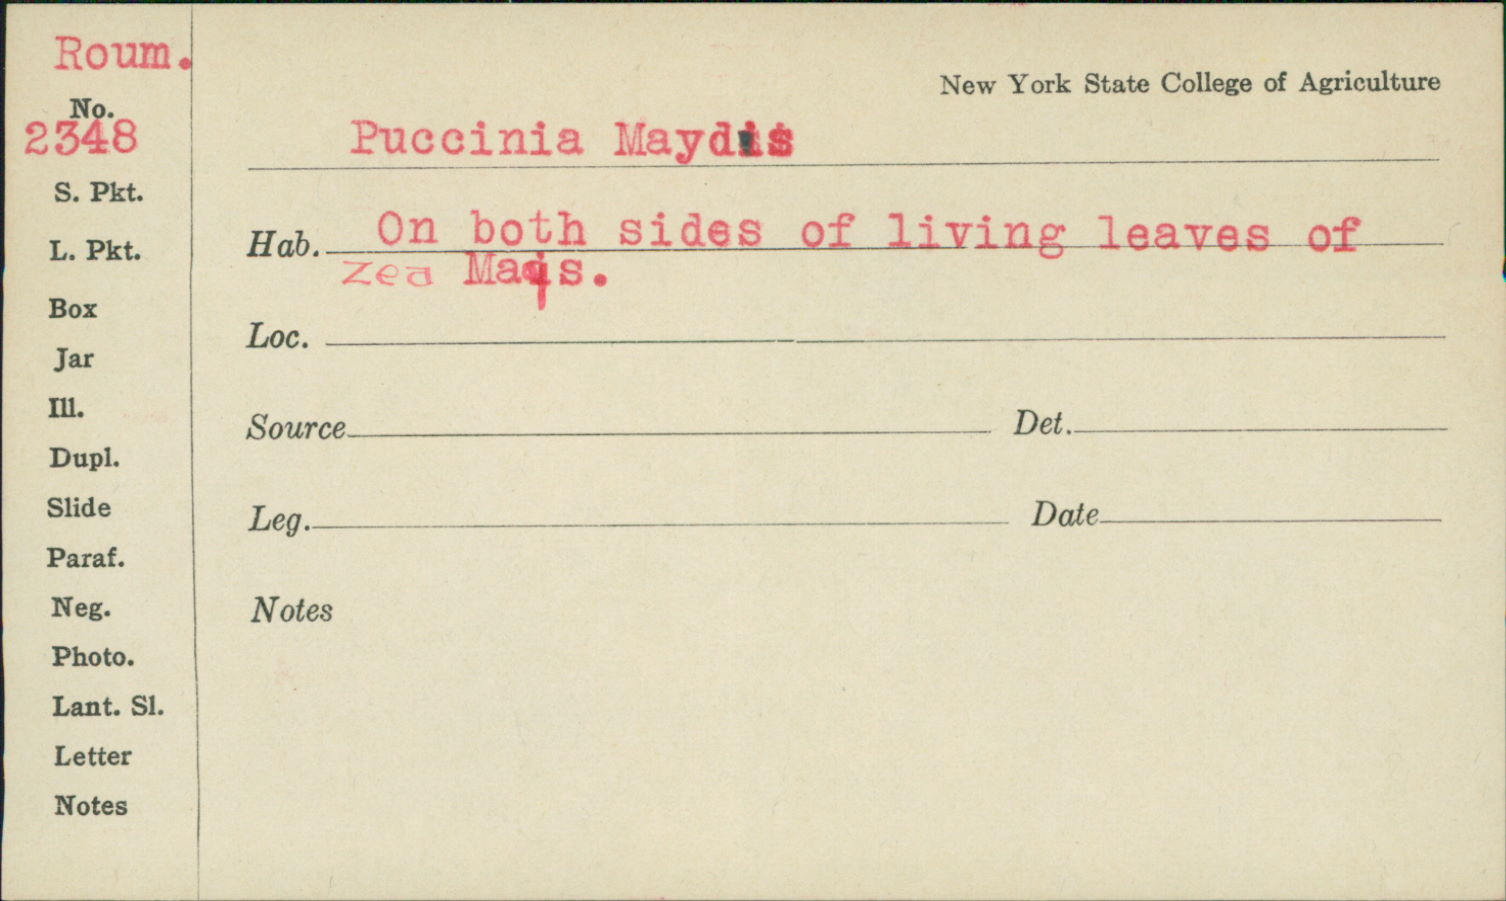 Roum.
New York State College of Agriculture
No.
2348
Puccinia Maydis
S. Pkt.
Hab. On both sides of living leaves of
zea Mays.
L. Pkt.
Box
Loc.
Jar
Ill.
Source Det.
Dupl.
Slide
Leg. Date
Paraf.
Neg.
Notes
Photo.
Lant. Sl.
Letter
Notes